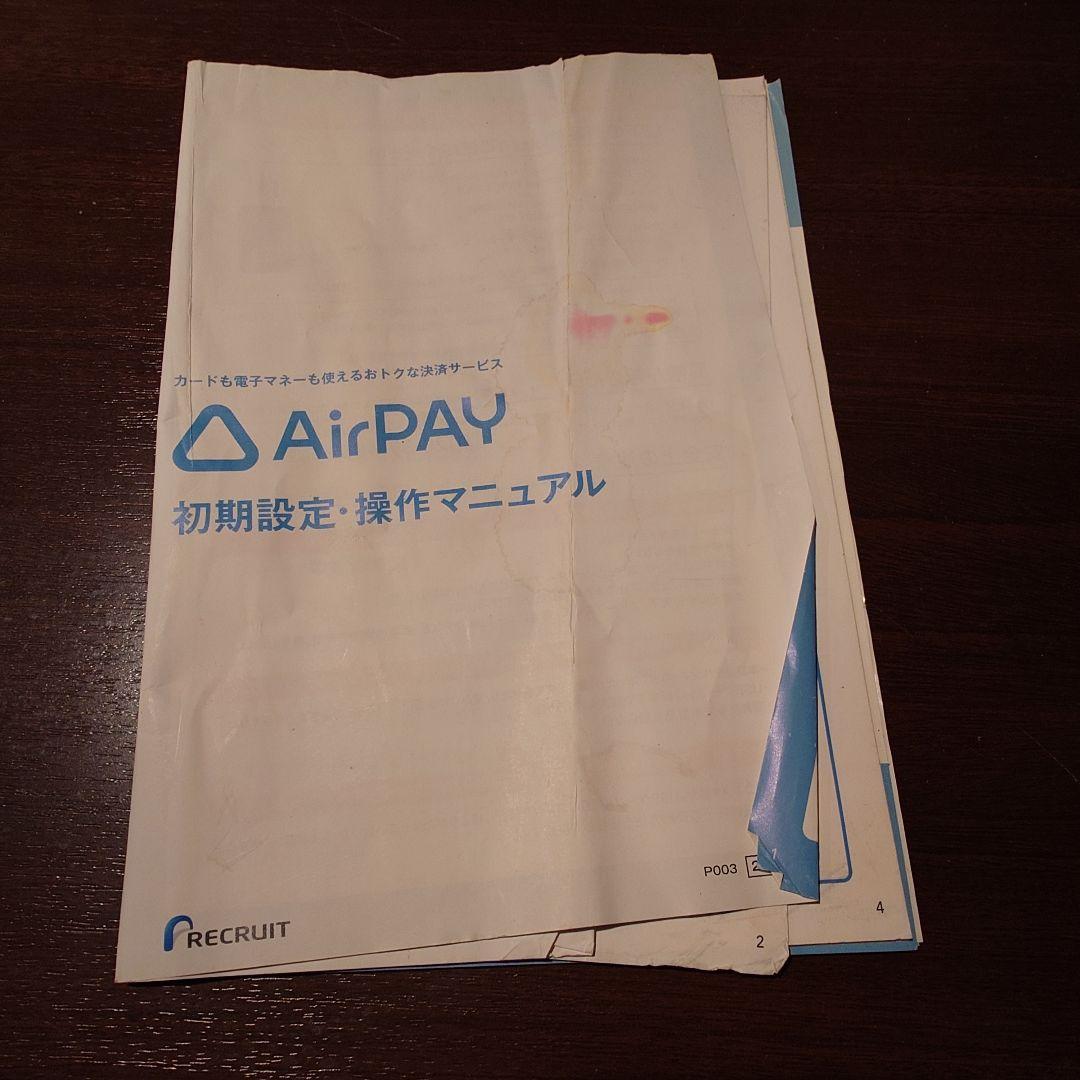 カードも電子マネーも使えるおトクな決済サービス
AirPAY
初期設定・操作マニュアル
P003
RECRUIT
2
4